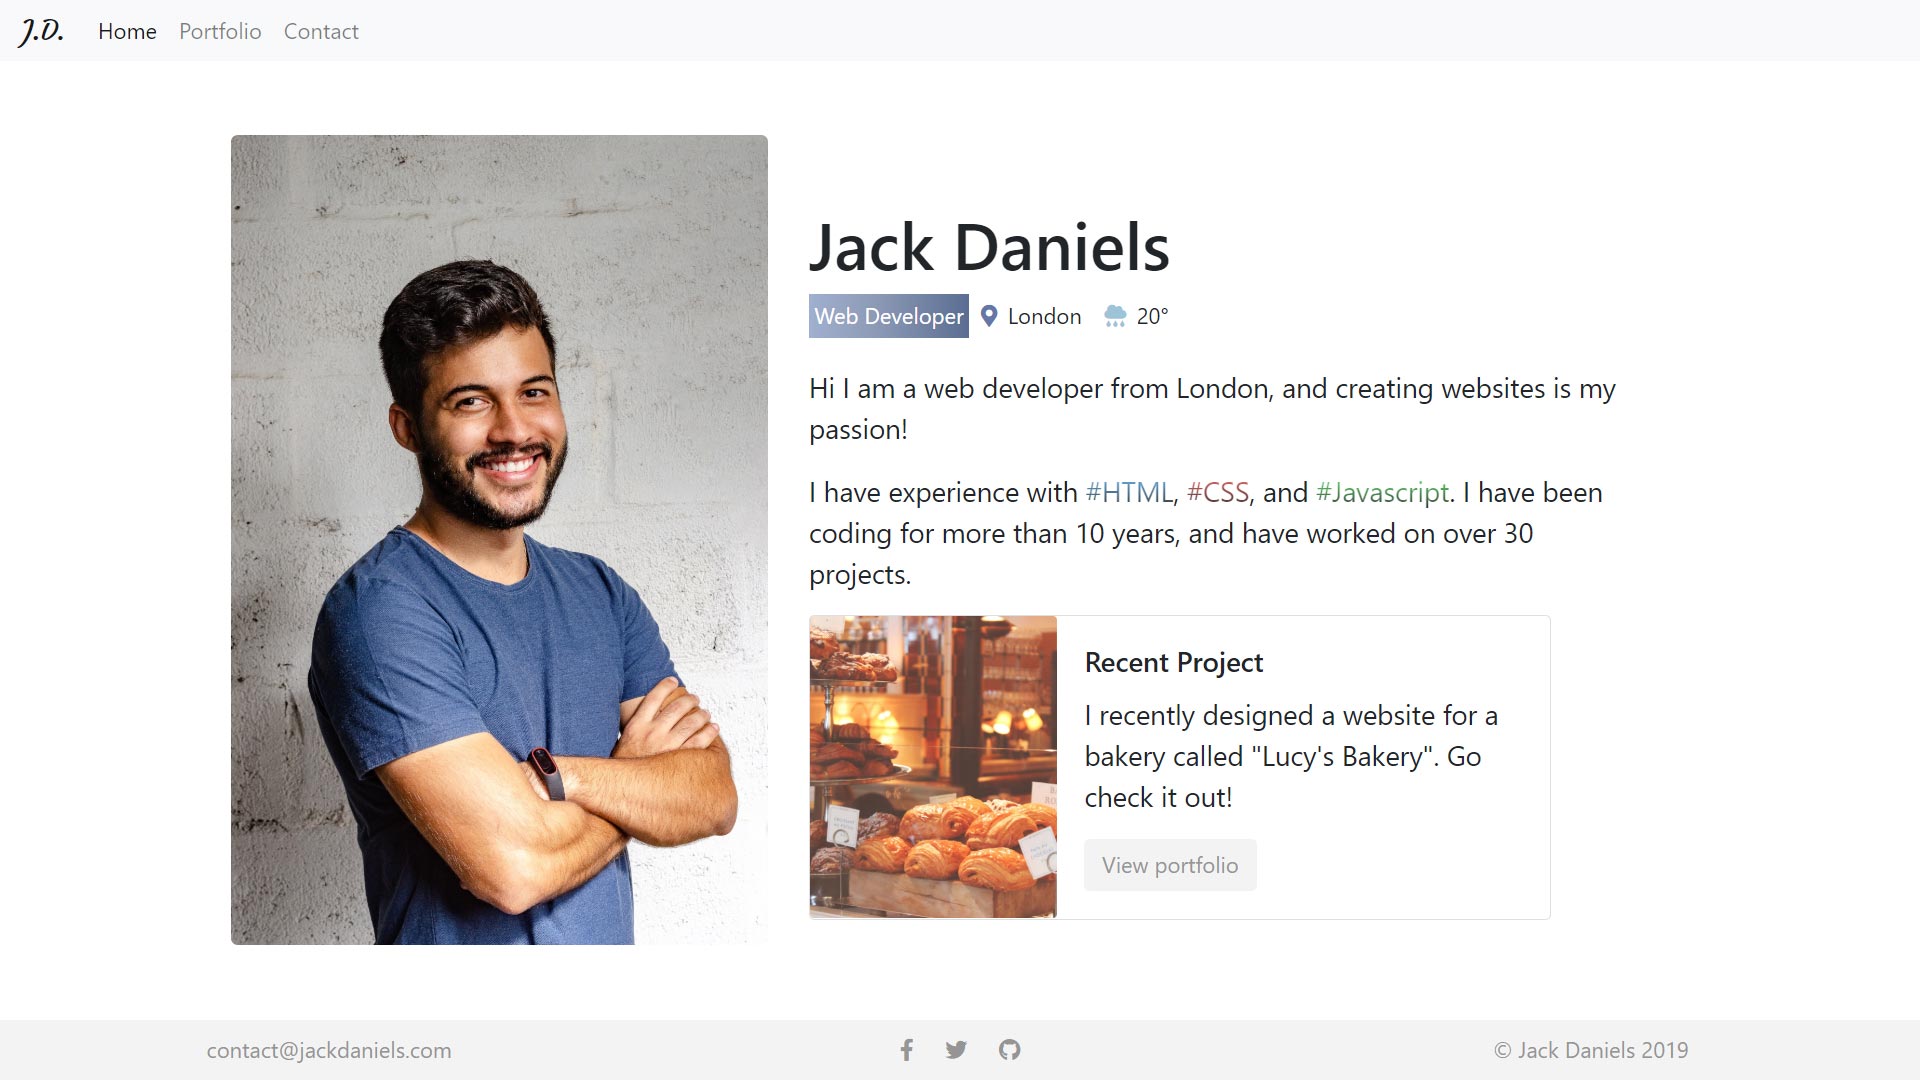 J.D.
Home
Portfolio
Contact
Jack Daniels
Web Developer
London
20°
Hi I am a web developer from London, and creating websites is my
passion!
I have experience with #HTML, #CSS, and #Javascript. I have been
coding for more than 10 years, and have worked on over 30
projects.
Recent Project
I recently designed a website for a
bakery called "Lucy's Bakery". Go
check it out!
View portfolio
contact@jackdaniels.com
© Jack Daniels 2019